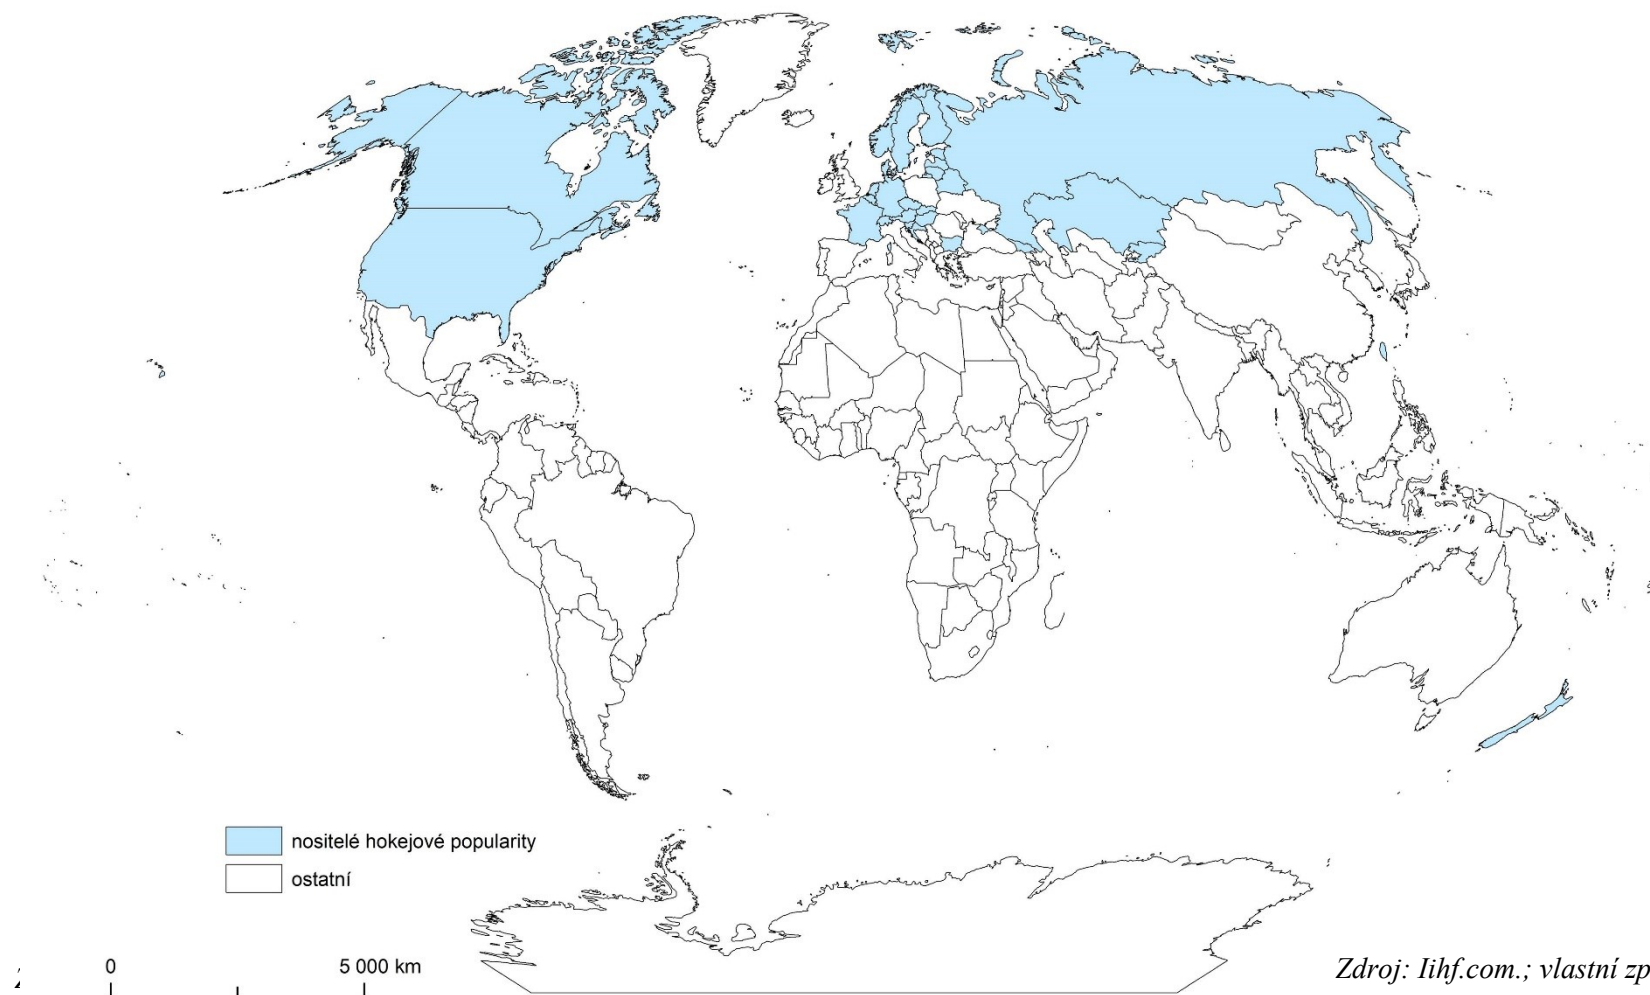 nositelé hokejové popularity
ostatní
0 5 000 km
Zdroj: Iihf.com.; vlastní zp